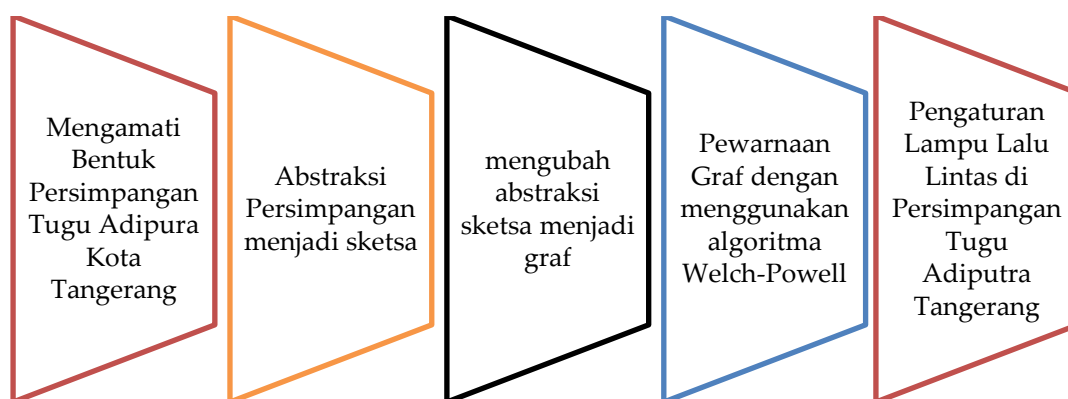 Mengamati
Bentuk
Persimpangan
Tugu Adipura
Kota
Tangerang
Abstraksi
Persimpangan
menjadi sketsa
mengubah
abstraksi
sketsa menjadi
graf
Pewarnaan
Graf dengan
menggunakan
algoritma
Welch-Powell
Pengaturan
Lampu Lalu
Lintas di
Persimpangan
Tugu
Adiputra
Tangerang